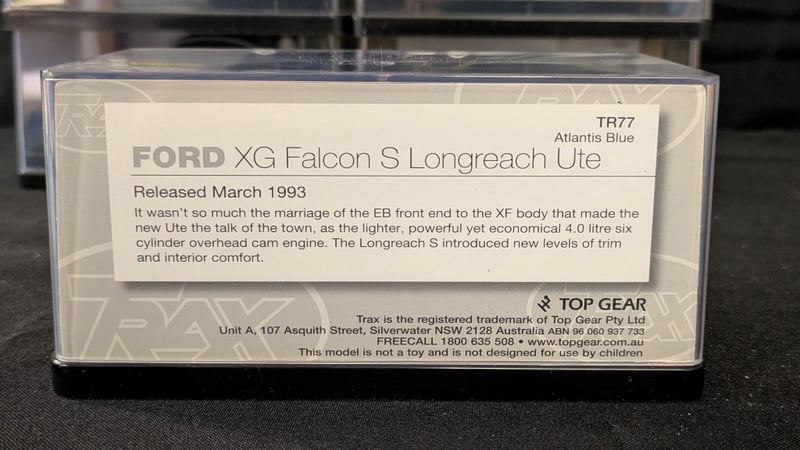 TR77
Atlantis Blue
FORD XG Falcon S Longreach Ute
Released March 1993
It wasn't so much the marriage of the EB front end to the XF body that made the
new Ute the talk of the town, as the lighter, powerful yet economical 4.0 litre six
cylinder overhead cam engine. The Longreach S introduced new levels of trim
and interior comfort.
TRAX
TRAX
TRAX
TRAX
TOP GEAR
Trax is the registered trademark of Top Gear Pty Ltd
Unit A, 107 Asquith Street, Silverwater NSW 2128 Australia ABN 96 060 937 733
FREECALL 1800 635 508 • www.topgear.com.au
This model is not a toy and is not designed for use by children